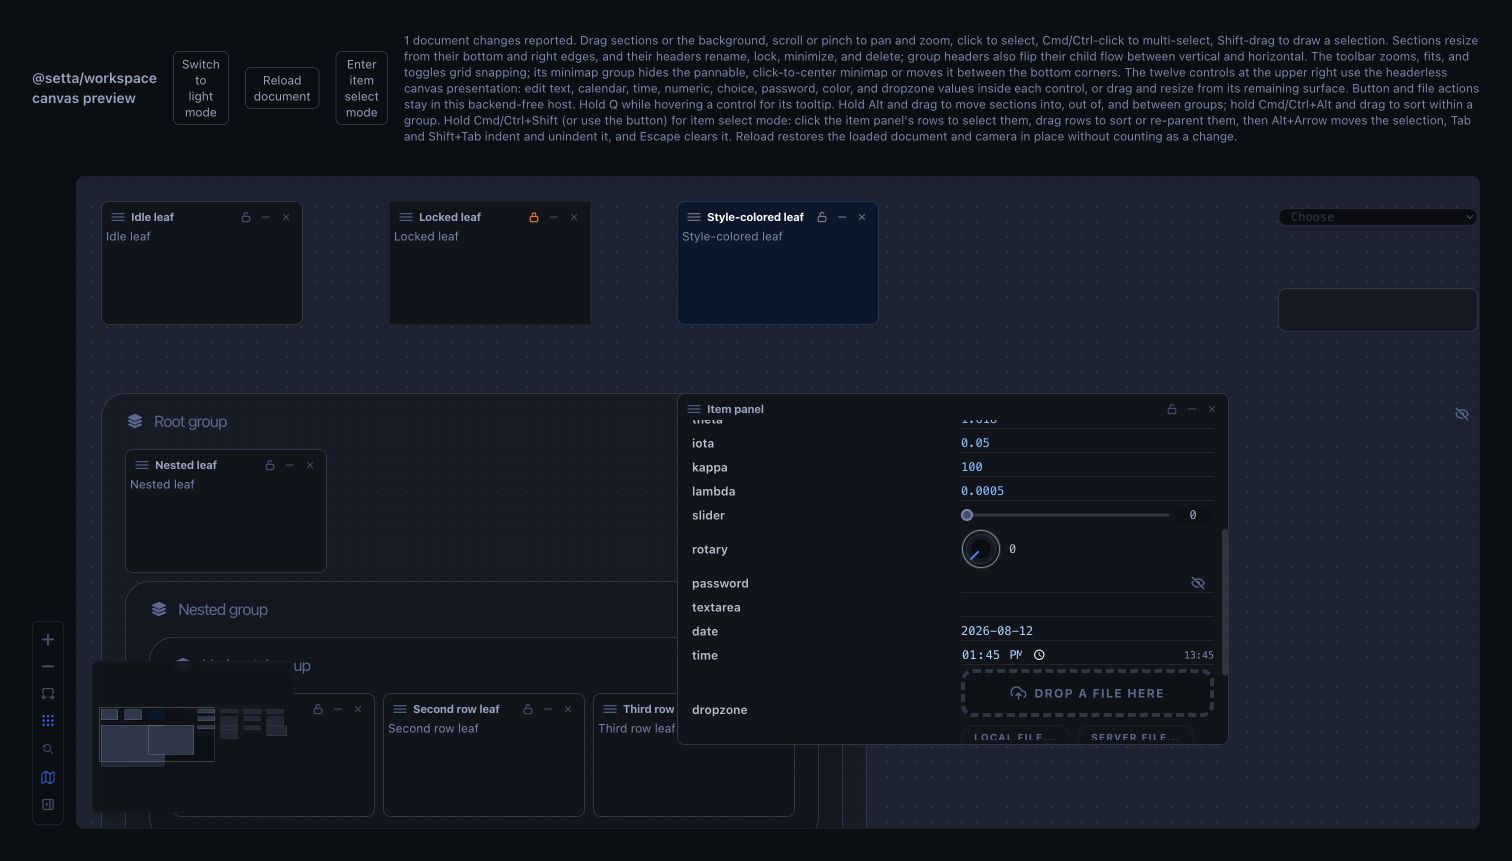 @setta/workspace
canvas preview
Switch
to
light
mode
Reload
document
Enter
item
select
mode
1 document changes reported. Drag sections or the background, scroll or pinch to pan and zoom, click to select, Cmd/Ctrl-click to multi-select, Shift-drag to draw a selection. Sections resize
from their bottom and right edges, and their headers rename, lock, minimize, and delete; group headers also flip their child flow between vertical and horizontal. The toolbar zooms, fits, and
toggles grid snapping; its minimap group hides the pannable, click-to-center minimap or moves it between the bottom corners. The twelve controls at the upper right use the headerless
canvas presentation: edit text, calendar, time, numeric, choice, password, color, and dropzone values inside each control, or drag and resize from its remaining surface. Button and file actions
stay in this backend-free host. Hold Q while hovering a control for its tooltip. Hold Alt and drag to move sections into, out of, and between groups; hold Cmd/Ctrl+Alt and drag to sort within a
group. Hold Cmd/Ctrl+Shift (or use the button) for item select mode: click the item panel's rows to select them, drag rows to sort or re-parent them, then Alt+Arrow moves the selection, Tab
and Shift+Tab indent and unindent it, and Escape clears it. Reload restores the loaded document and camera in place without counting as a change.
Idle leaf
Idle leaf
Locked leaf
Locked leaf
Style-colored leaf
Style-colored leaf
Choose
Root group
Nested leaf
Nested leaf
Nested group
Item panel
theta 1.618
iota 0.05
kappa 100
lambda 0.0005
slider 0
rotary 0
password
textarea
date 2026-08-12
time 01:45 PM 13:45
DROP A FILE HERE
dropzone
LOCAL FILE... SERVER FILE...
Second row leaf
Second row leaf
Third row
Third row leaf